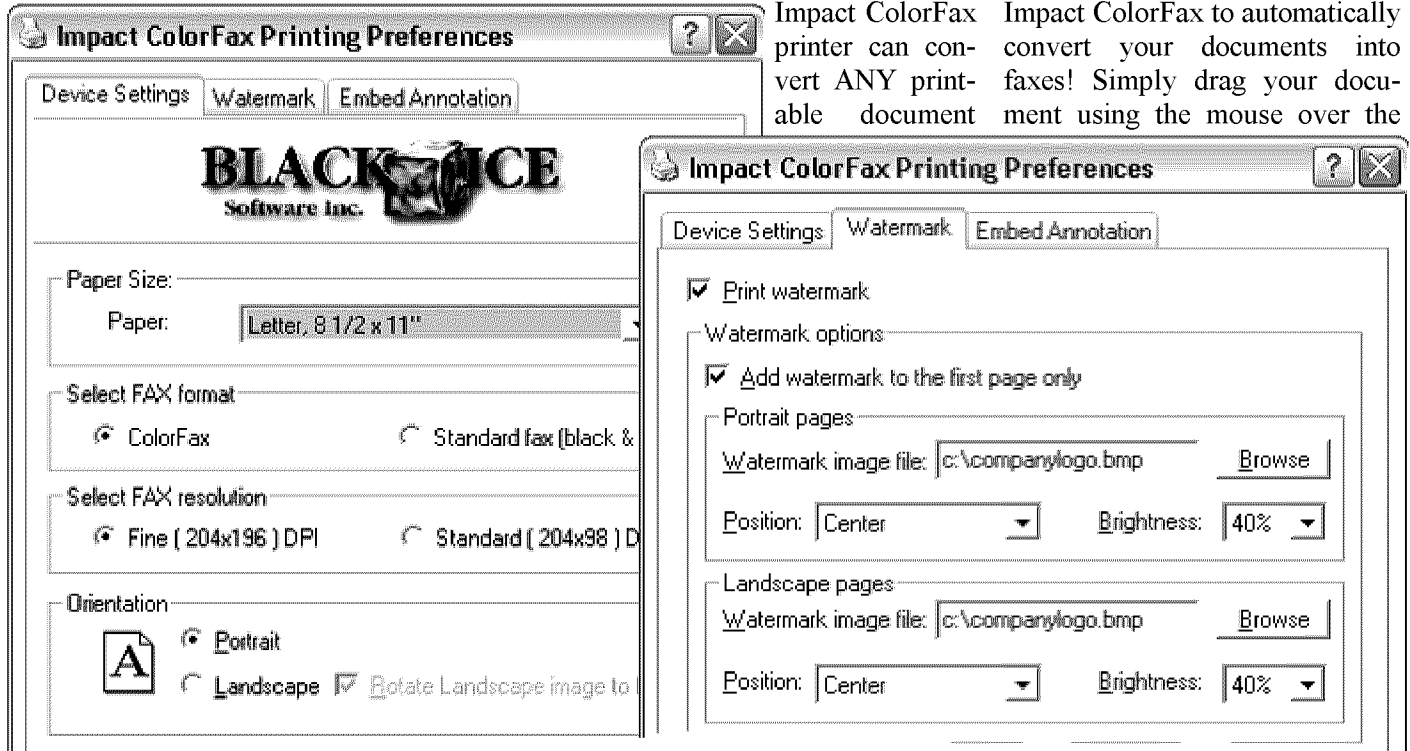 Impact ColorFax
printer can con-
vert ANY print-
able document
Impact ColorFax to automatically
convert your documents into
faxes! Simply drag your docu-
ment using the mouse over the
Impact ColorFax Printing Preferences
Device Settings Watermark Embed Annotation
BLACK ICE
Software Inc.
Paper Size:
Paper: Letter, 8 1/2 x 11"
Select FAX format
ColorFax Standard fax (black &
Select FAX resolution
Fine ( 204x196 ) DPI Standard ( 204x98 ) D
Orientation
A
Portrait
Landscape Rotate Landscape image to
Impact ColorFax Printing Preferences
Device Settings Watermark Embed Annotation
Print watermark
Watermark options
Add watermark to the first page only
Portrait pages
Watermark image file: c:\companylogo.bmp Browse
Position: Center Brightness: 40%
Landscape pages
Watermark image file: c:\companylogo.bmp Browse
Position: Center Brightness: 40%